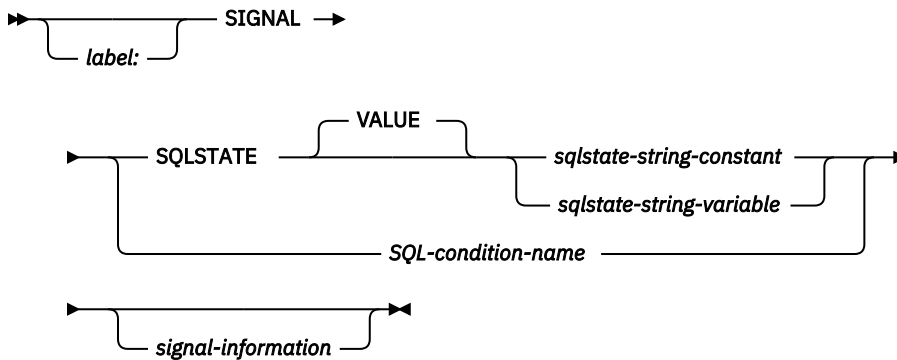 SIGNAL
label:
VALUE
SQLSTATE sqlstate-string-constant
sqlstate-string-variable
SQL-condition-name
signal-information